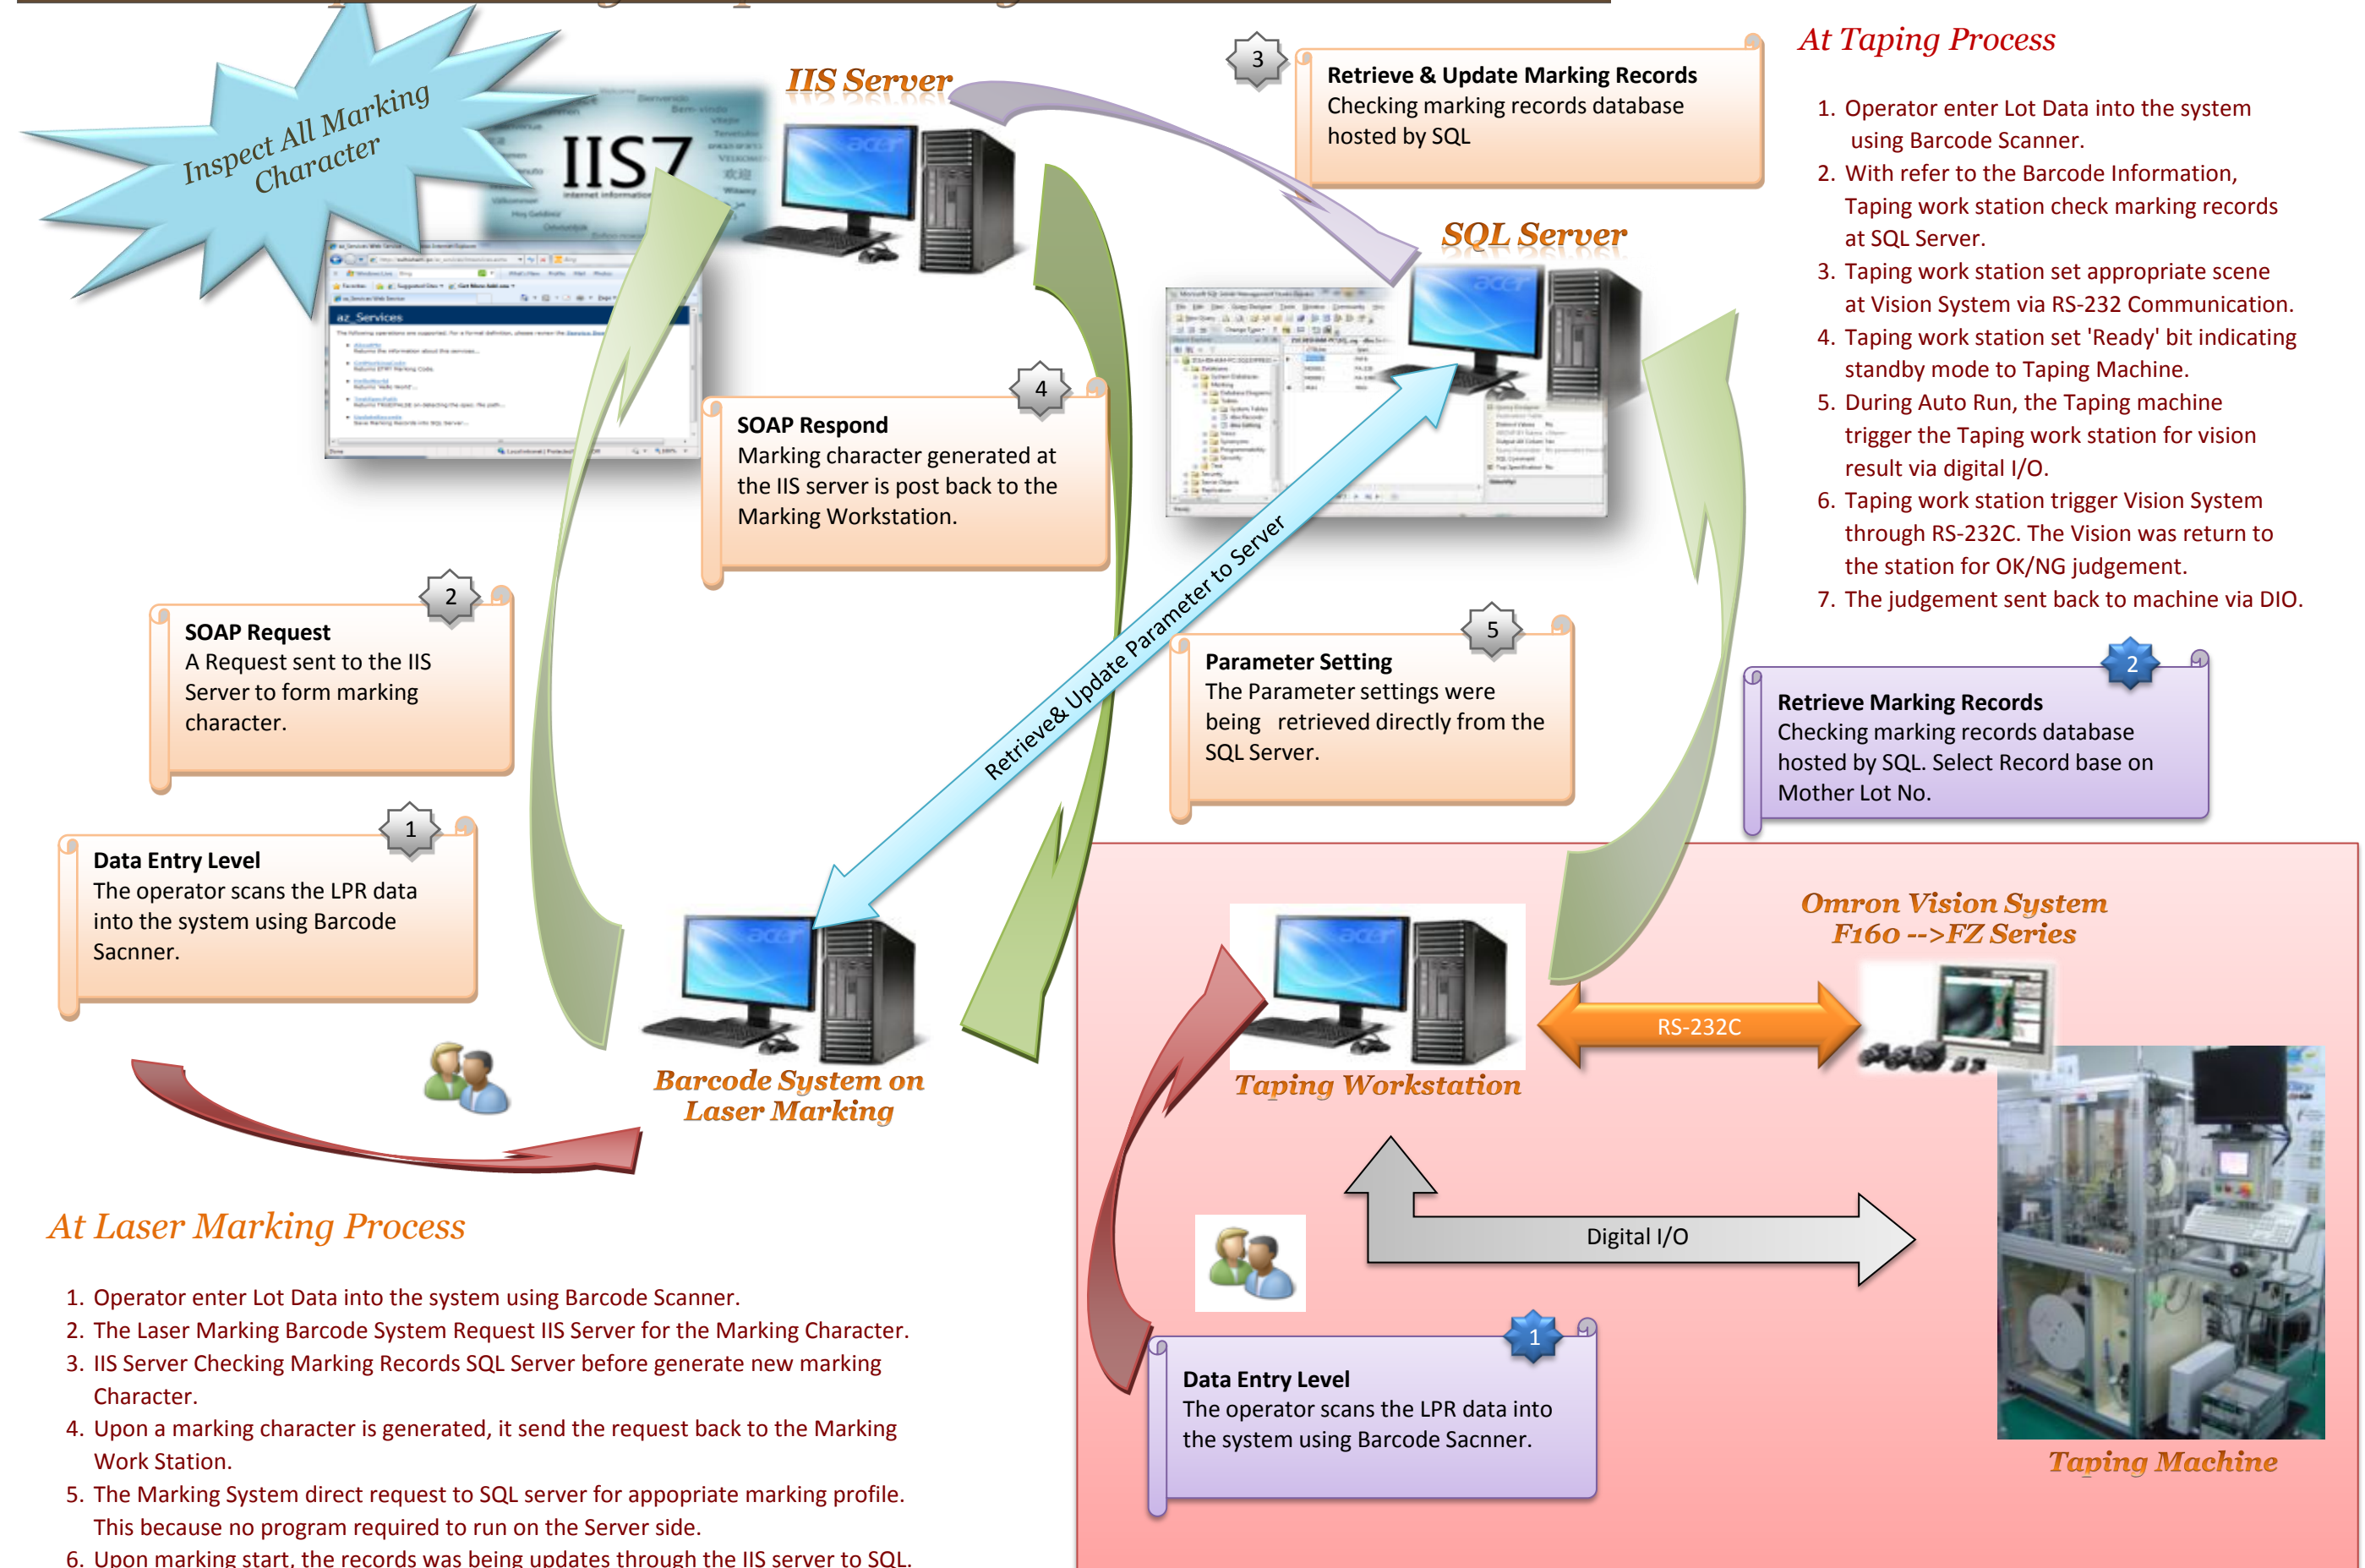 Inspect All Marking
Character
IIS7
internet information
IIS Server
az_Services
3
Retrieve & Update Marking Records
Checking marking records database
hosted by SQL
SQL Server
4
SOAP Respond
Marking character generated at
the IIS server is post back to the
Marking Workstation.
2
SOAP Request
A Request sent to the IIS
Server to form marking
character.
1
Data Entry Level
The operator scans the LPR data
into the system using Barcode
Sacnner.
Retrieve& Update Parameter to Server
5
Parameter Setting
The Parameter settings were
being   retrieved directly from the
SQL Server.
Barcode System on
Laser Marking
At Laser Marking Process
1. Operator enter Lot Data into the system using Barcode Scanner.
2. The Laser Marking Barcode System Request IIS Server for the Marking Character.
3. IIS Server Checking Marking Records SQL Server before generate new marking
Character.
4. Upon a marking character is generated, it send the request back to the Marking
Work Station.
5. The Marking System direct request to SQL server for appopriate marking profile.
This because no program required to run on the Server side.
6. Upon marking start, the records was being updates through the IIS server to SQL.
At Taping Process
1. Operator enter Lot Data into the system
using Barcode Scanner.
2. With refer to the Barcode Information,
Taping work station check marking records
at SQL Server.
3. Taping work station set appropriate scene
at Vision System via RS-232 Communication.
4. Taping work station set 'Ready' bit indicating
standby mode to Taping Machine.
5. During Auto Run, the Taping machine
trigger the Taping work station for vision
result via digital I/O.
6. Taping work station trigger Vision System
through RS-232C. The Vision was return to
the station for OK/NG judgement.
7. The judgement sent back to machine via DIO.
2
Retrieve Marking Records
Checking marking records database
hosted by SQL. Select Record base on
Mother Lot No.
Omron Vision System
F160 -->FZ Series
RS-232C
Taping Workstation
Digital I/O
1
Data Entry Level
The operator scans the LPR data into
the system using Barcode Sacnner.
Taping Machine